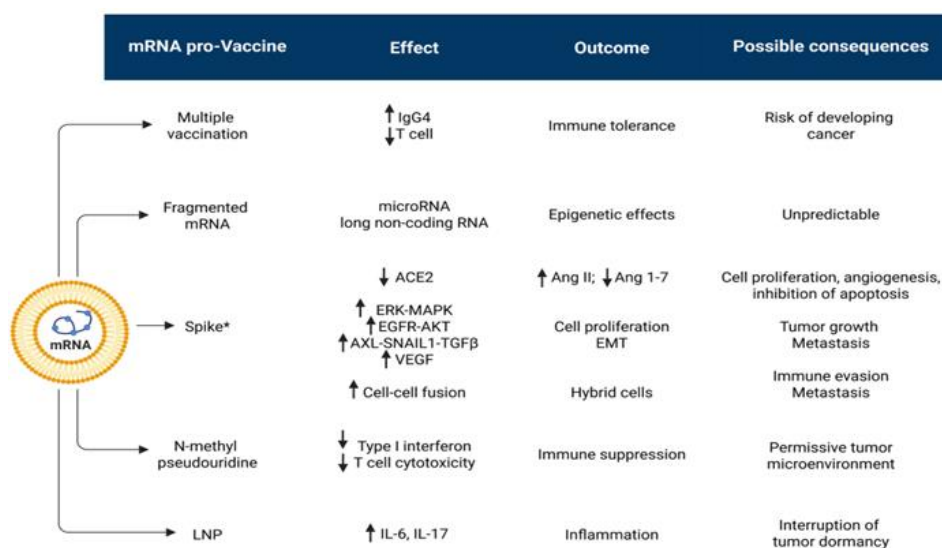 mRNA pro-Vaccine Effect Outcome Possible consequences
Multiple vaccination ↑ IgG4 ↓ T cell Immune tolerance Risk of developing cancer
Fragmented mRNA microRNA long non-coding RNA Epigenetic effects Unpredictable
↓ ACE2 ↑ Ang II; ↓ Ang 1-7 Cell proliferation, angiogenesis, inhibition of apoptosis
mRNA
Spike* ↑ ERK-MAPK ↑ EGFR-AKT ↑ AXL-SNAIL1-TGFβ ↑ VEGF Cell proliferation EMT Tumor growth Metastasis
↑ Cell-cell fusion Hybrid cells Immune evasion Metastasis
N-methyl pseudouridine ↓ Type I interferon ↓ T cell cytotoxicity Immune suppression Permissive tumor microenvironment
LNP ↑ IL-6, IL-17 Inflammation Interruption of tumor dormancy